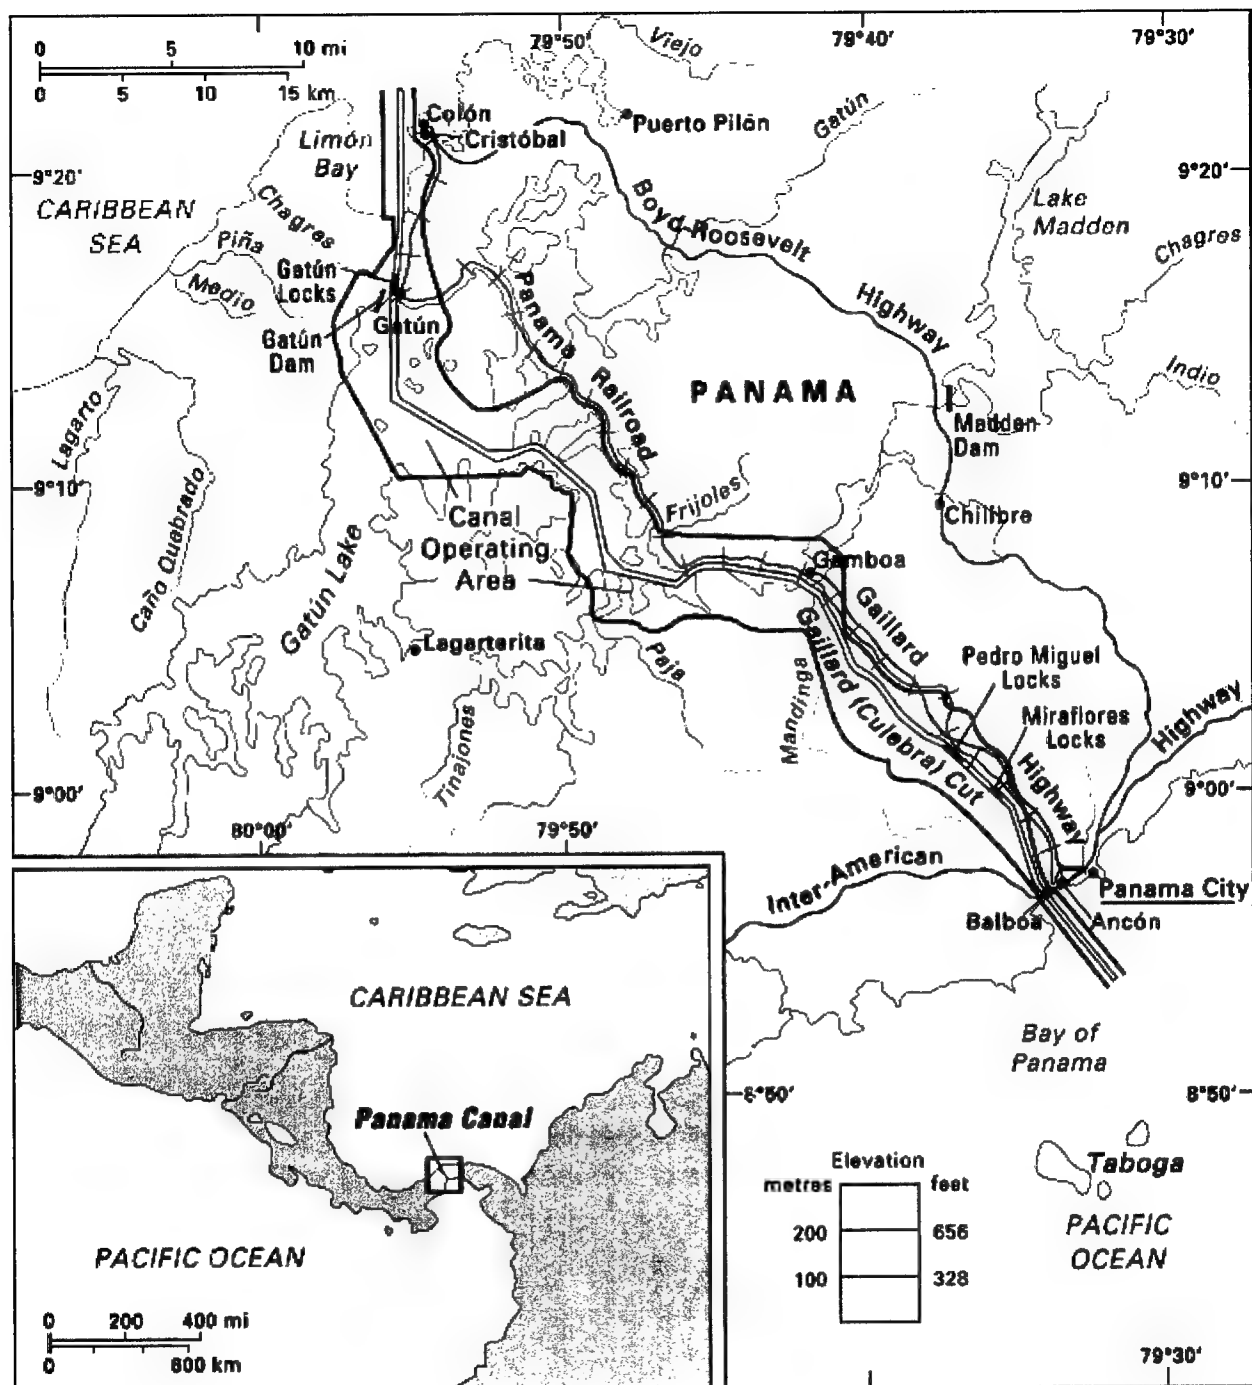 0 5 10 mi
0 5 10 15 km
79°50′
79°40′
79°30′
Viejo
Colón
Cristóbal
Puerto Pilón
Gatún
Limón
Bay
9°20′
9°20′
CARIBBEAN
SEA
Chagres
Piña
Medio
Boyd-Roosevelt
Highway
Lake
Madden
Chagres
Gatún
Locks
Gatún
Gatún
Dam
Panama
Railroad
PANAMA
Indio
Madden
Dam
Lagarto
Caño Quebrado
9°10′
9°10′
Frijoles
Chilibre
Canal
Operating
Area
Gatún Lake
Gamboa
Gaillard
Highway
Gaillard (Culebra) Cut
Pedro Miguel
Locks
Miraflores
Locks
Highway
Lagarterita
Paja
Mandinga
Tinajones
9°00′
9°00′
80°00′
79°50′
Inter-American
Panama City
Balboa
Ancón
CARIBBEAN SEA
Bay of
Panama
8°50′
8°50′
Panama Canal
PACIFIC OCEAN
0 200 400 mi
0 600 km
Elevation
metres feet
200 656
100 328
Taboga
PACIFIC
OCEAN
79°30′